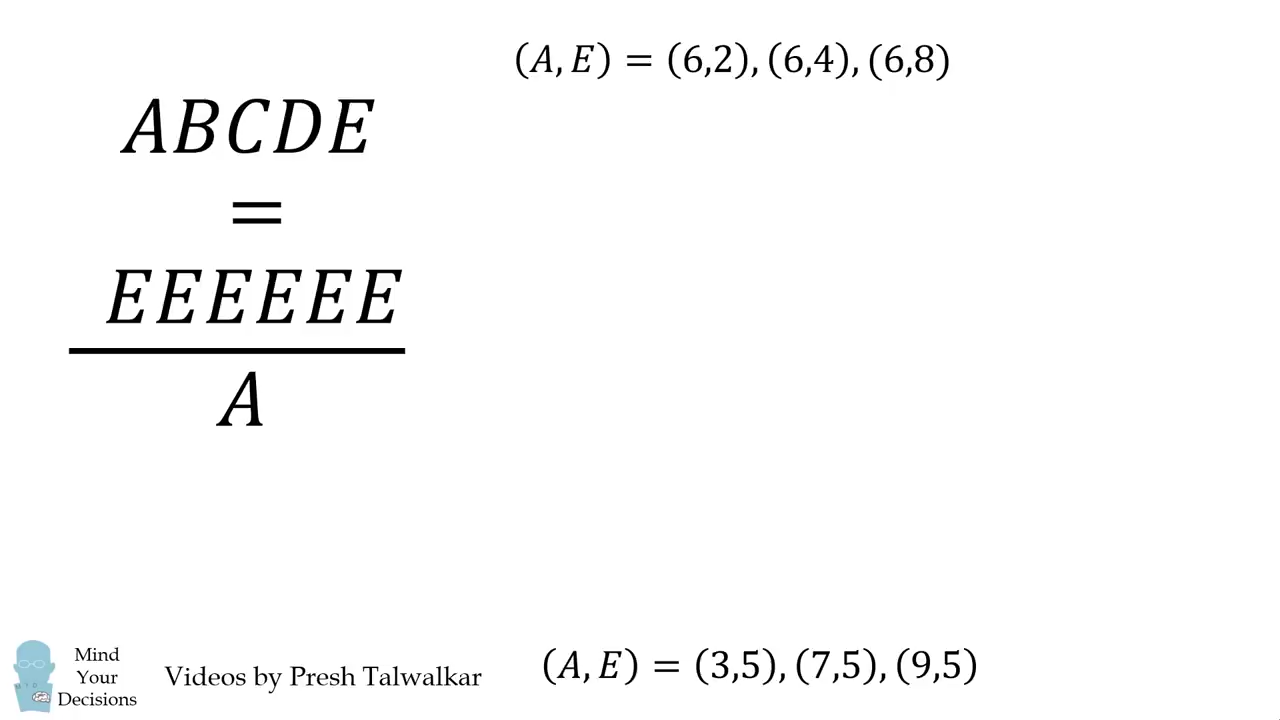 (A, E) = (6,2), (6,4), (6,8)
ABCDE
=
EEEEEE
A
Mind
Your
Decisions
Videos by Presh Talwalkar
(A, E) = (3,5), (7,5), (9,5)